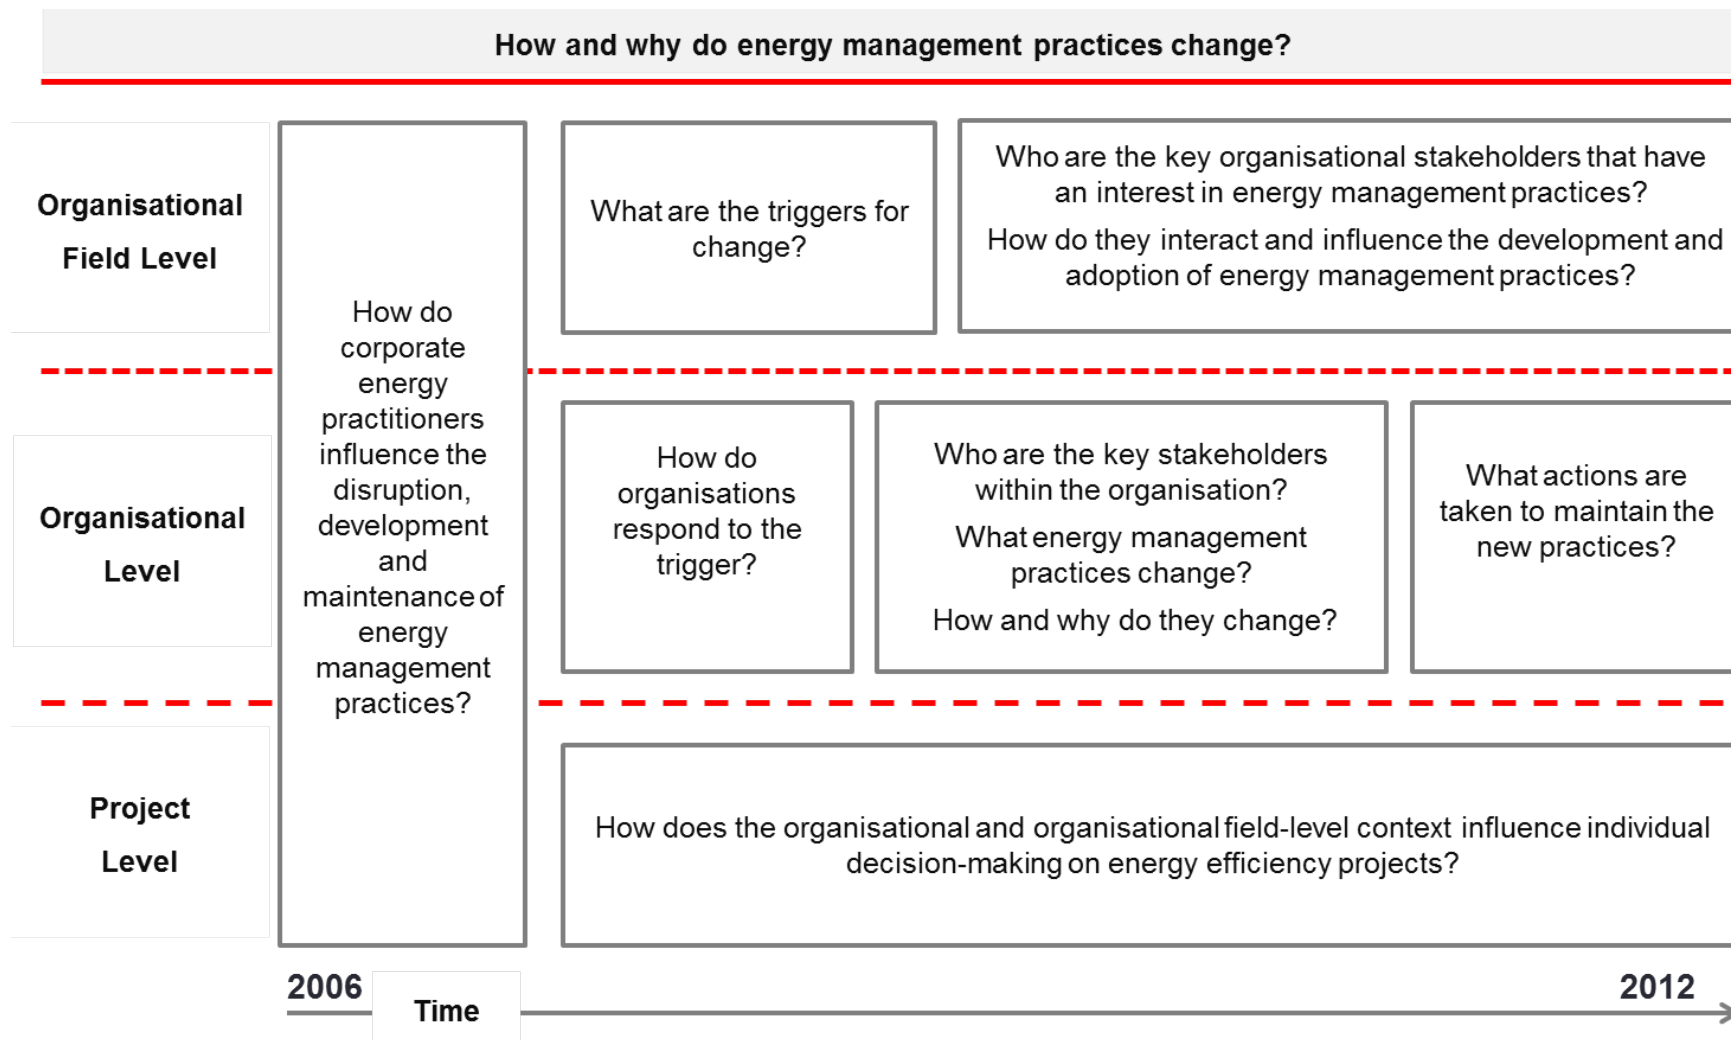 How and why do energy management practices change?
Organisational
Field Level
How do
corporate
energy
practitioners
influence the
disruption,
development
and
maintenance of
energy
management
practices?
What are the triggers for
change?
Who are the key organisational stakeholders that have
an interest in energy management practices?
How do they interact and influence the development and
adoption of energy management practices?
Organisational
Level
How do
organisations
respond to the
trigger?
Who are the key stakeholders
within the organisation?
What energy management
practices change?
How and why do they change?
What actions are
taken to maintain the
new practices?
Project
Level
How does the organisational and organisational field-level context influence individual
decision-making on energy efficiency projects?
2006
2012
Time